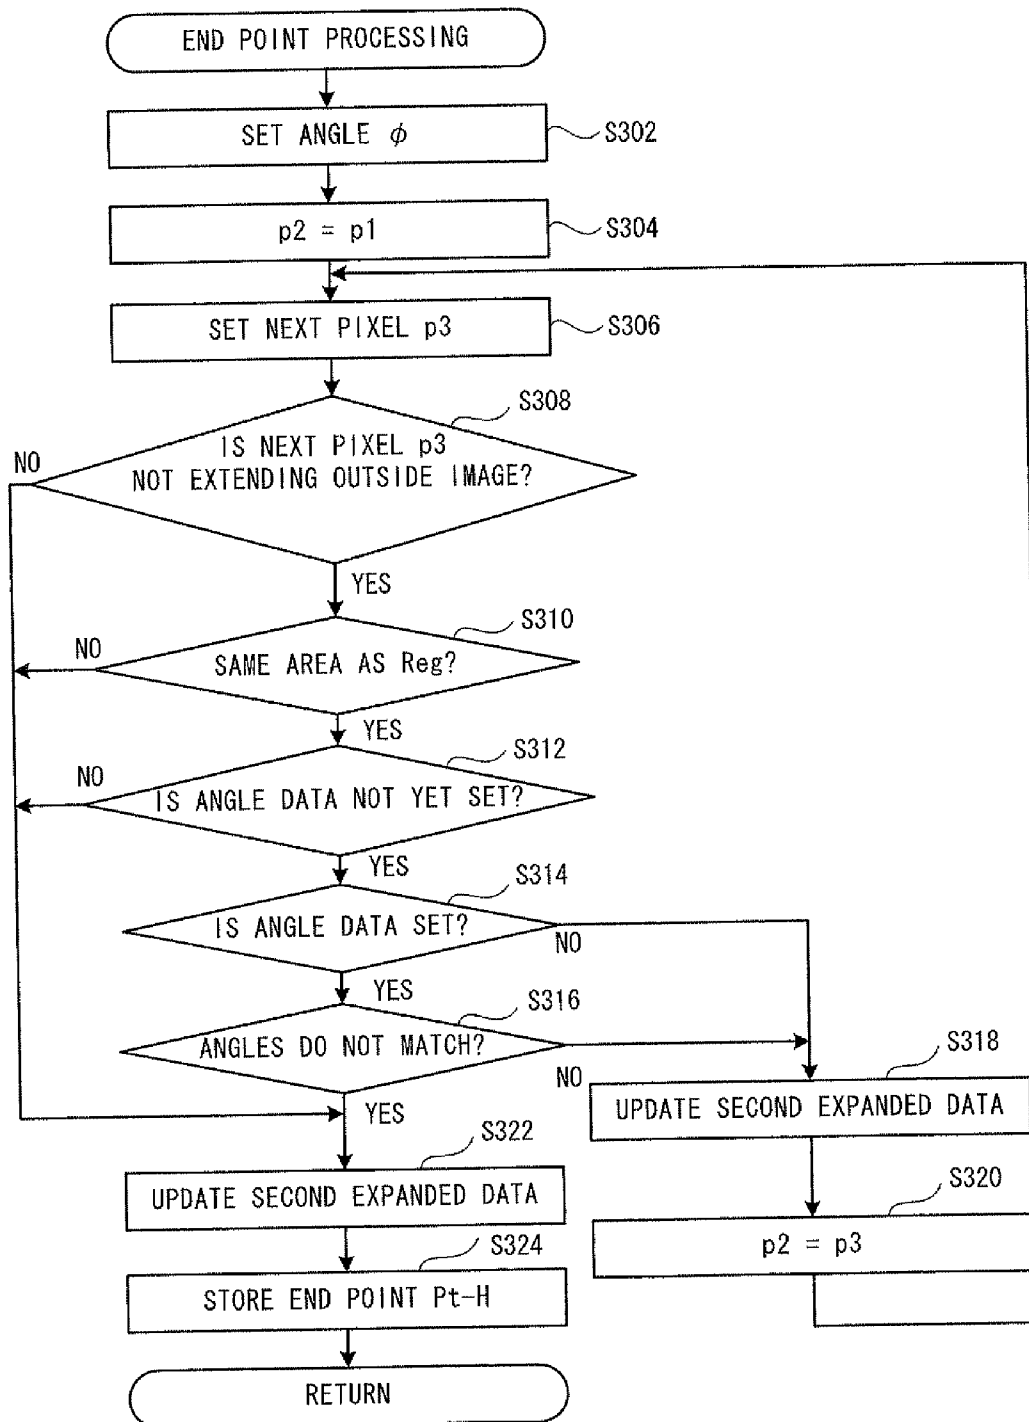 END POINT PROCESSING
SET ANGLE φ
S302
p2 = p1
S304
SET NEXT PIXEL p3
S306
S308
IS NEXT PIXEL p3
NOT EXTENDING OUTSIDE IMAGE?
NO
YES
S310
SAME AREA AS Reg?
NO
YES
S312
IS ANGLE DATA NOT YET SET?
NO
YES
S314
IS ANGLE DATA SET?
NO
YES
S316
ANGLES DO NOT MATCH?
NO
YES
S318
UPDATE SECOND EXPANDED DATA
S320
p2 = p3
S322
UPDATE SECOND EXPANDED DATA
S324
STORE END POINT Pt-H
RETURN